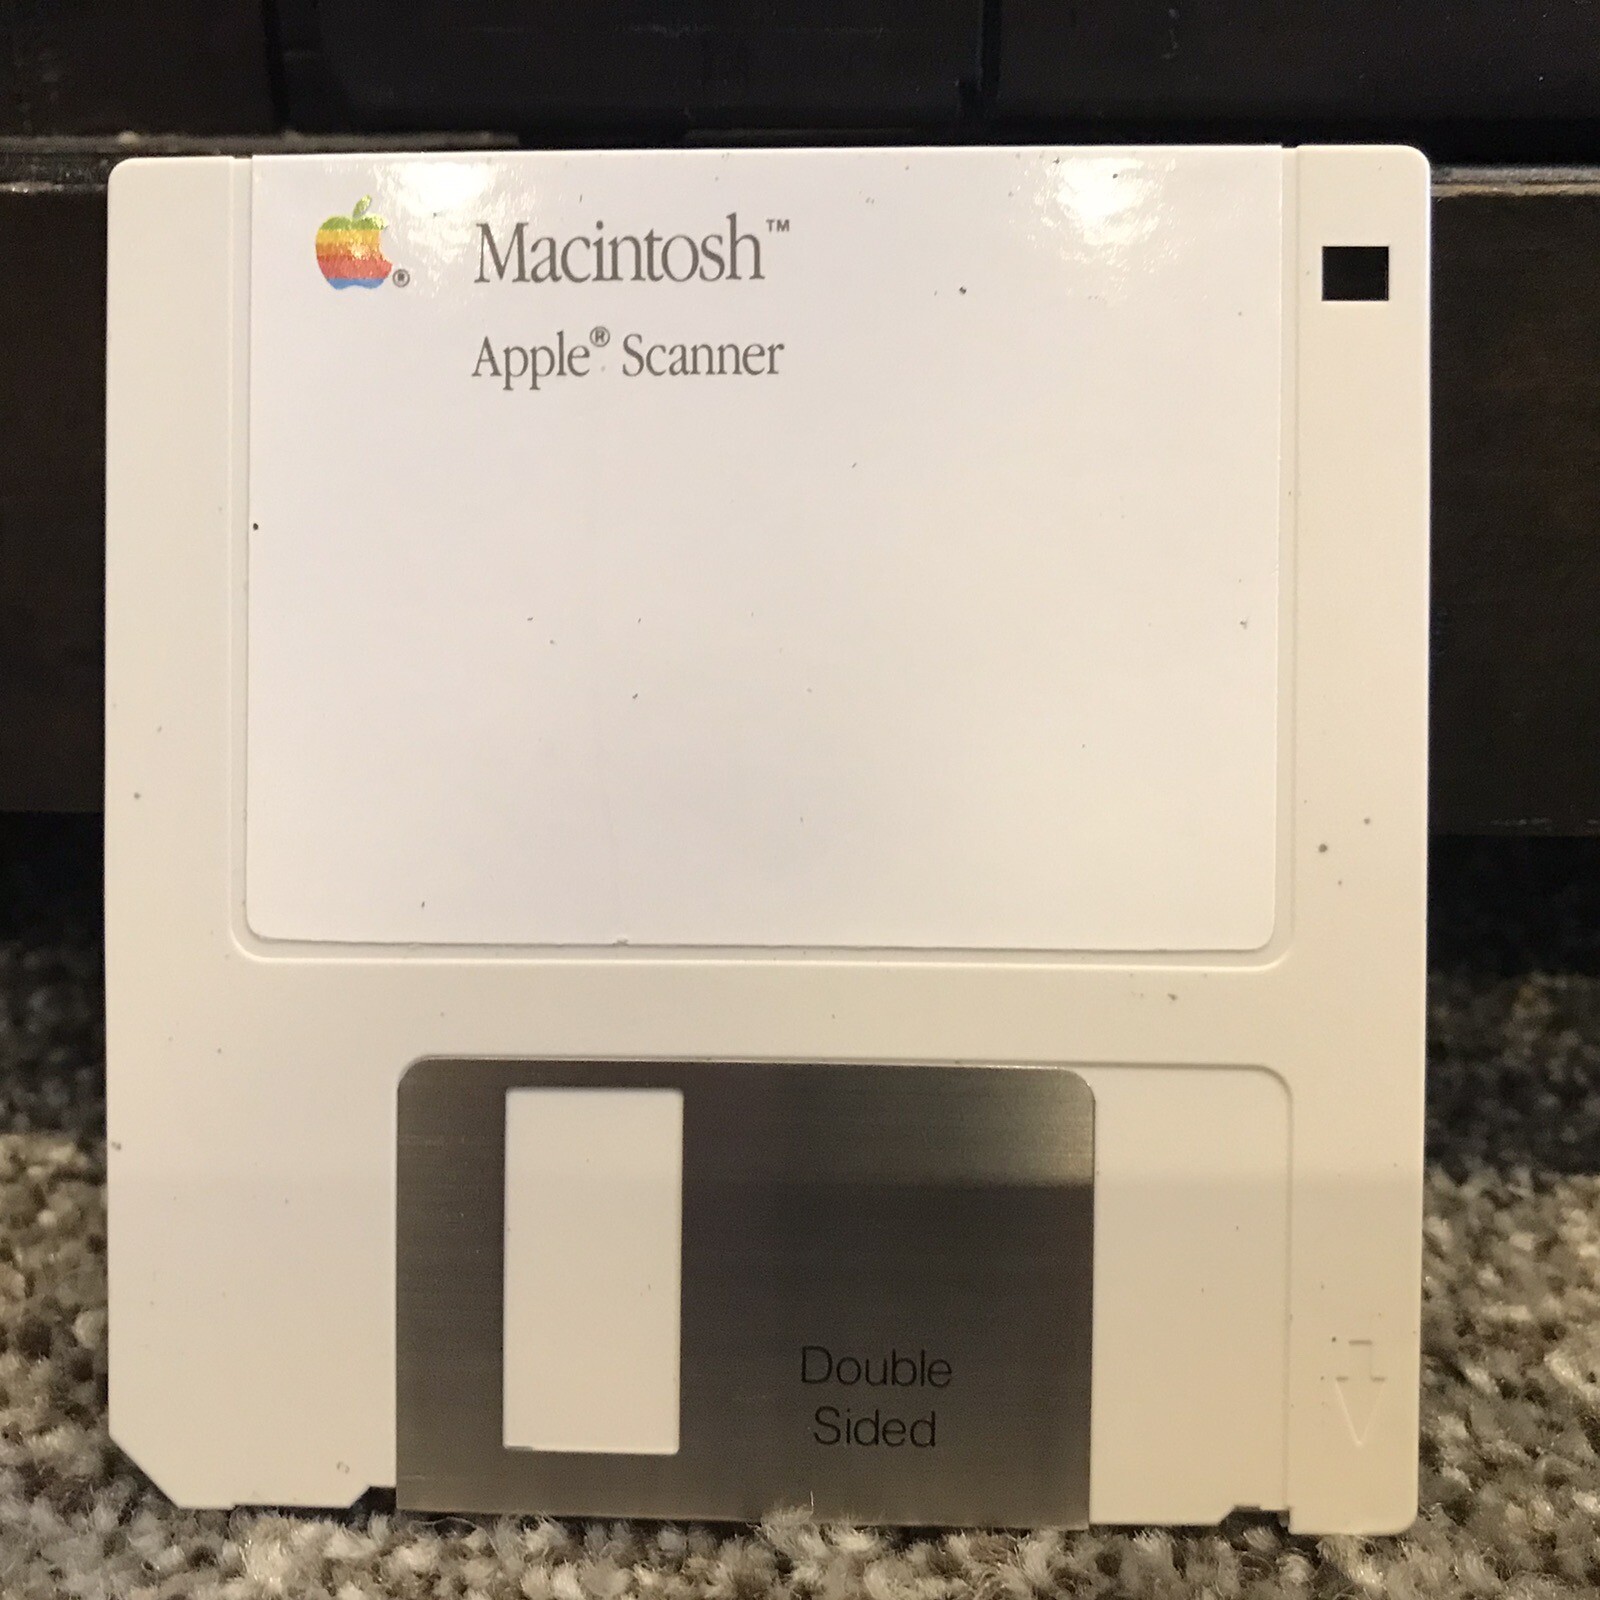 ® Macintosh™
Apple® Scanner
Double
Sided